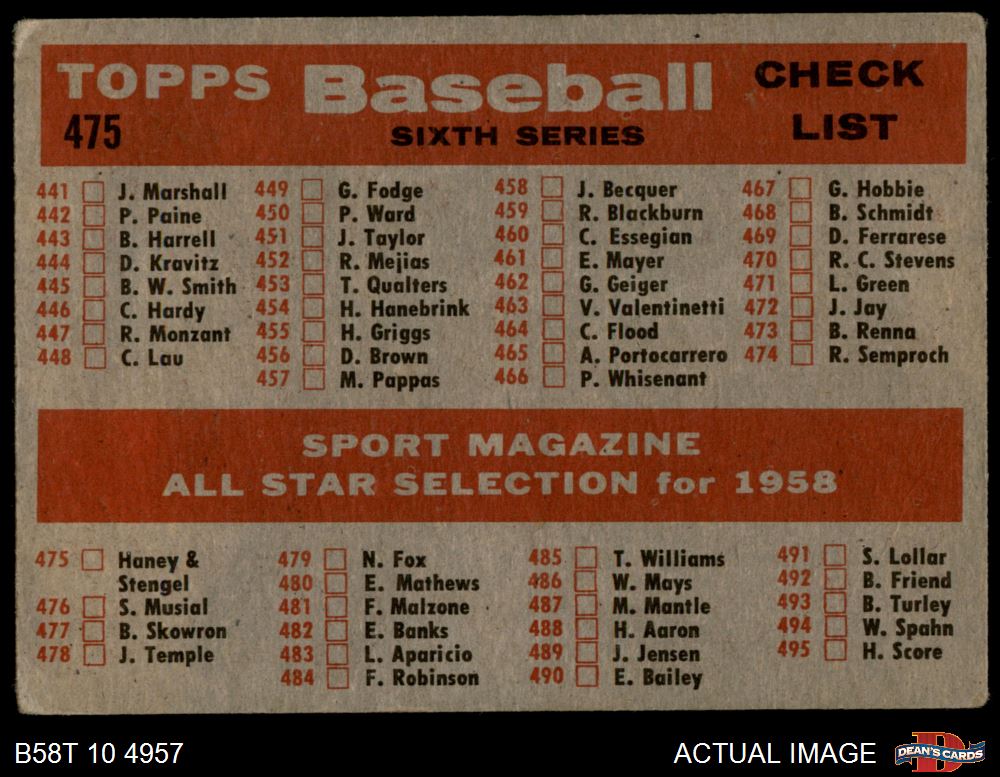 TOPPS Baseball CHECK LIST
475 SIXTH SERIES
441 J. Marshall
442 P. Paine
443 B. Harrell
444 D. Kravitz
445 B. W. Smith
446 C. Hardy
447 R. Monzant
448 C. Lau
449 G. Fodge
450 P. Ward
451 J. Taylor
452 R. Mejias
453 T. Qualters
454 H. Hanebrink
455 H. Griggs
456 D. Brown
457 M. Pappas
458 J. Becquer
459 R. Blackburn
460 C. Essegian
461 E. Mayer
462 G. Geiger
463 V. Valentinetti
464 C. Flood
465 A. Portocarrero
466 P. Whisenant
467 G. Hobbie
468 B. Schmidt
469 D. Ferrarese
470 R. C. Stevens
471 L. Green
472 J. Jay
473 B. Renna
474 R. Semproch
SPORT MAGAZINE
ALL STAR SELECTION for 1958
475 Haney &
Stengel
476 S. Musial
477 B. Skowron
478 J. Temple
479 N. Fox
480 E. Mathews
481 F. Malzone
482 E. Banks
483 L. Aparicio
484 F. Robinson
485 T. Williams
486 W. Mays
487 M. Mantle
488 H. Aaron
489 J. Jensen
490 E. Bailey
491 S. Lollar
492 B. Friend
493 B. Turley
494 W. Spahn
495 H. Score
B58T 10 4957
ACTUAL IMAGE
DEAN'S CARDS